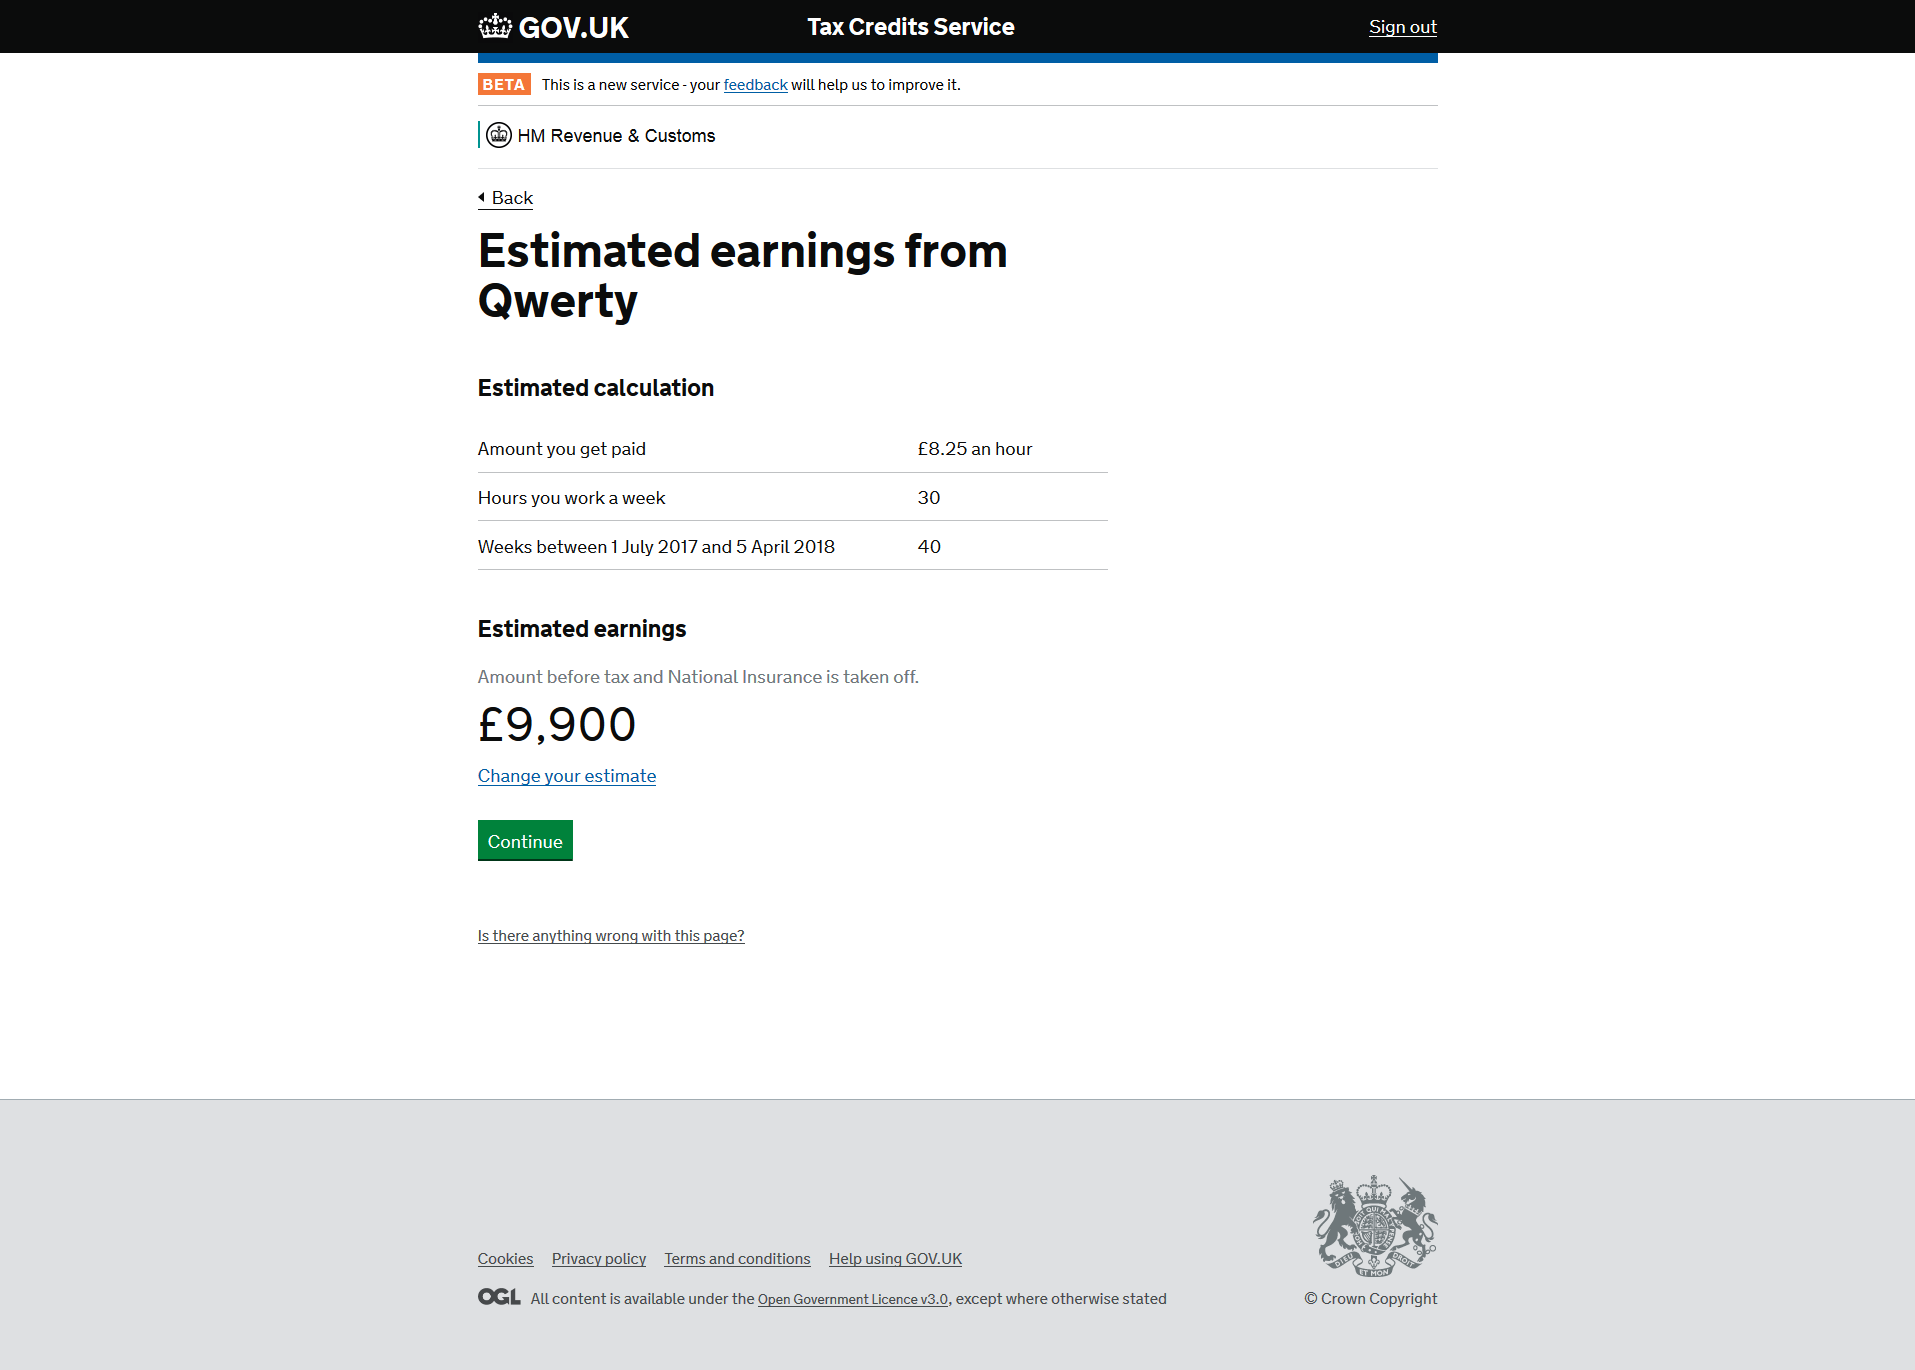 GOV.UK
Tax Credits Service
Sign out
BETA This is a new service - your feedback will help us to improve it.
HM Revenue & Customs
Back
Estimated earnings from
Qwerty
Estimated calculation
Amount you get paid £8.25 an hour
Hours you work a week 30
Weeks between 1 July 2017 and 5 April 2018 40
Estimated earnings
Amount before tax and National Insurance is taken off.
£9,900
Change your estimate
Continue
Is there anything wrong with this page?
Cookies Privacy policy Terms and conditions Help using GOV.UK
OGL All content is available under the Open Government Licence v3.0, except where otherwise stated
© Crown Copyright